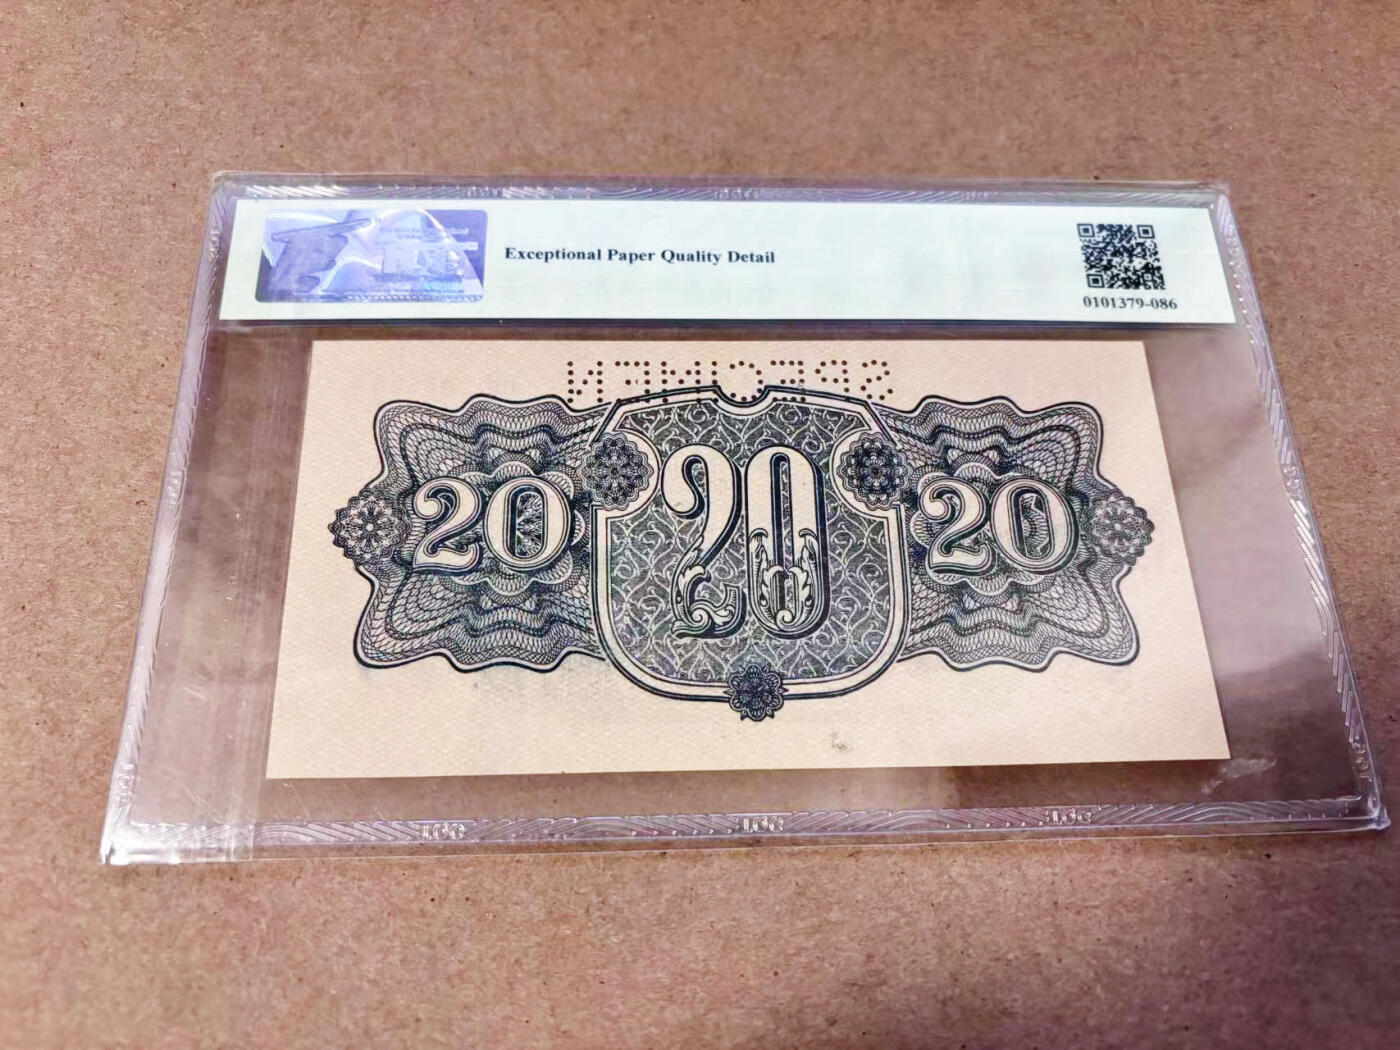 Exceptional Paper Quality Detail
0101379-086
SPECIMEN
20 20 20